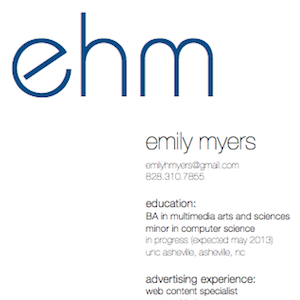 ehm
emily myers
emilyhmyers@gmail.com
828.310.7855
education:
BA in multimedia arts and sciences
minor in computer science
in progress (expected may 2013)
unc asheville, asheville, nc
advertising experience:
web content specialist